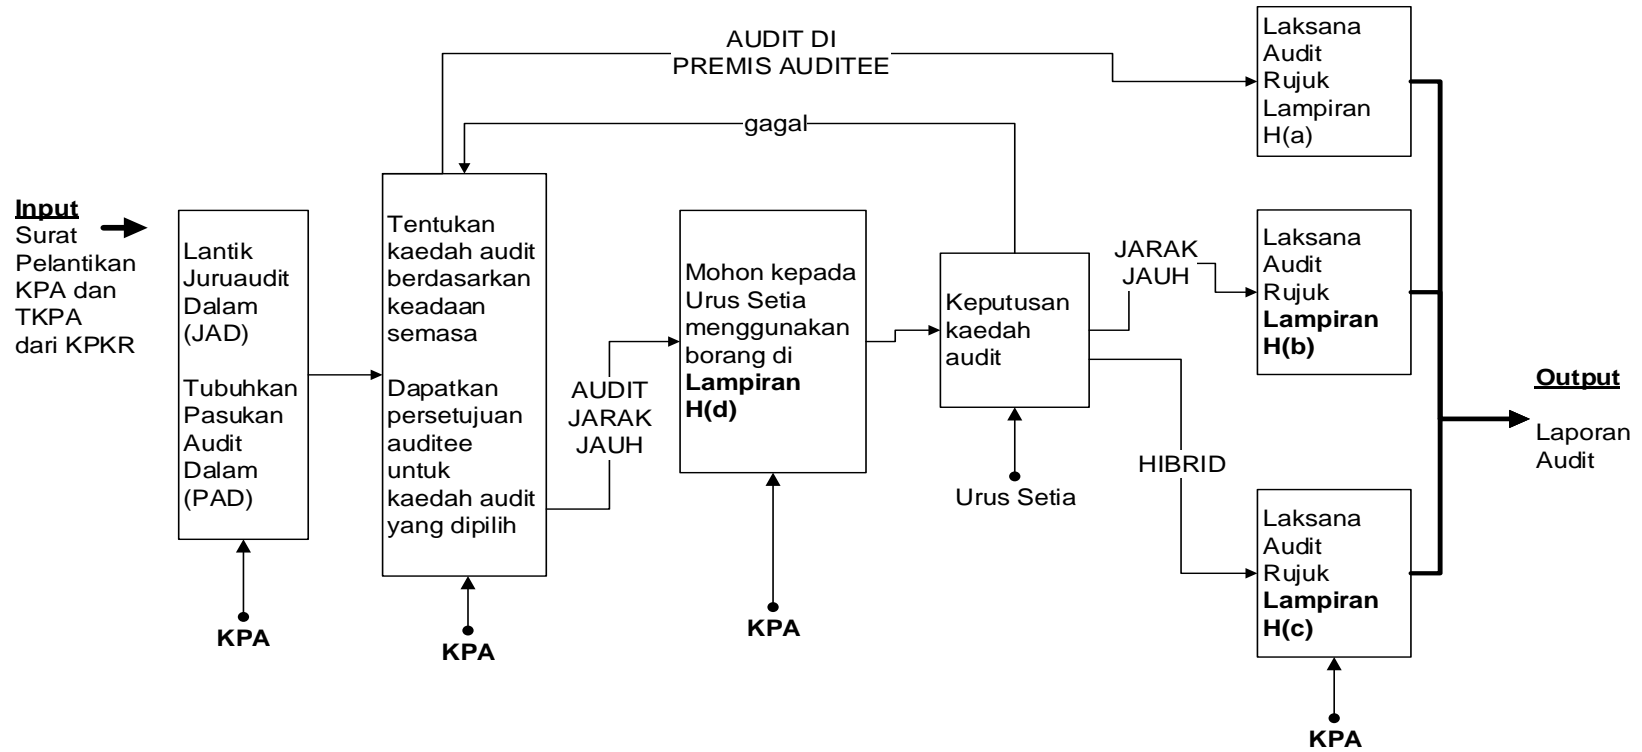 Input
Surat
Pelantikan
KPA dan
TKPA
dari KPKR
Lantik
Juruaudit
Dalam
(JAD)
Tubuhkan
Pasukan
Audit
Dalam
(PAD)
KPA
Tentukan
kaedah audit
berdasarkan
keadaan
semasa
Dapatkan
persetujuan
auditee
untuk
kaedah audit
yang dipilih
KPA
AUDIT DI
PREMIS AUDITEE
gagal
AUDIT
JARAK
JAUH
Mohon kepada
Urus Setia
menggunakan
borang di
Lampiran
H(d)
KPA
Keputusan
kaedah
audit
Urus Setia
JARAK
JAUH
HIBRID
Laksana
Audit
Rujuk
Lampiran
H(a)
Laksana
Audit
Rujuk
Lampiran
H(b)
Laksana
Audit
Rujuk
Lampiran
H(c)
KPA
Output
Laporan
Audit